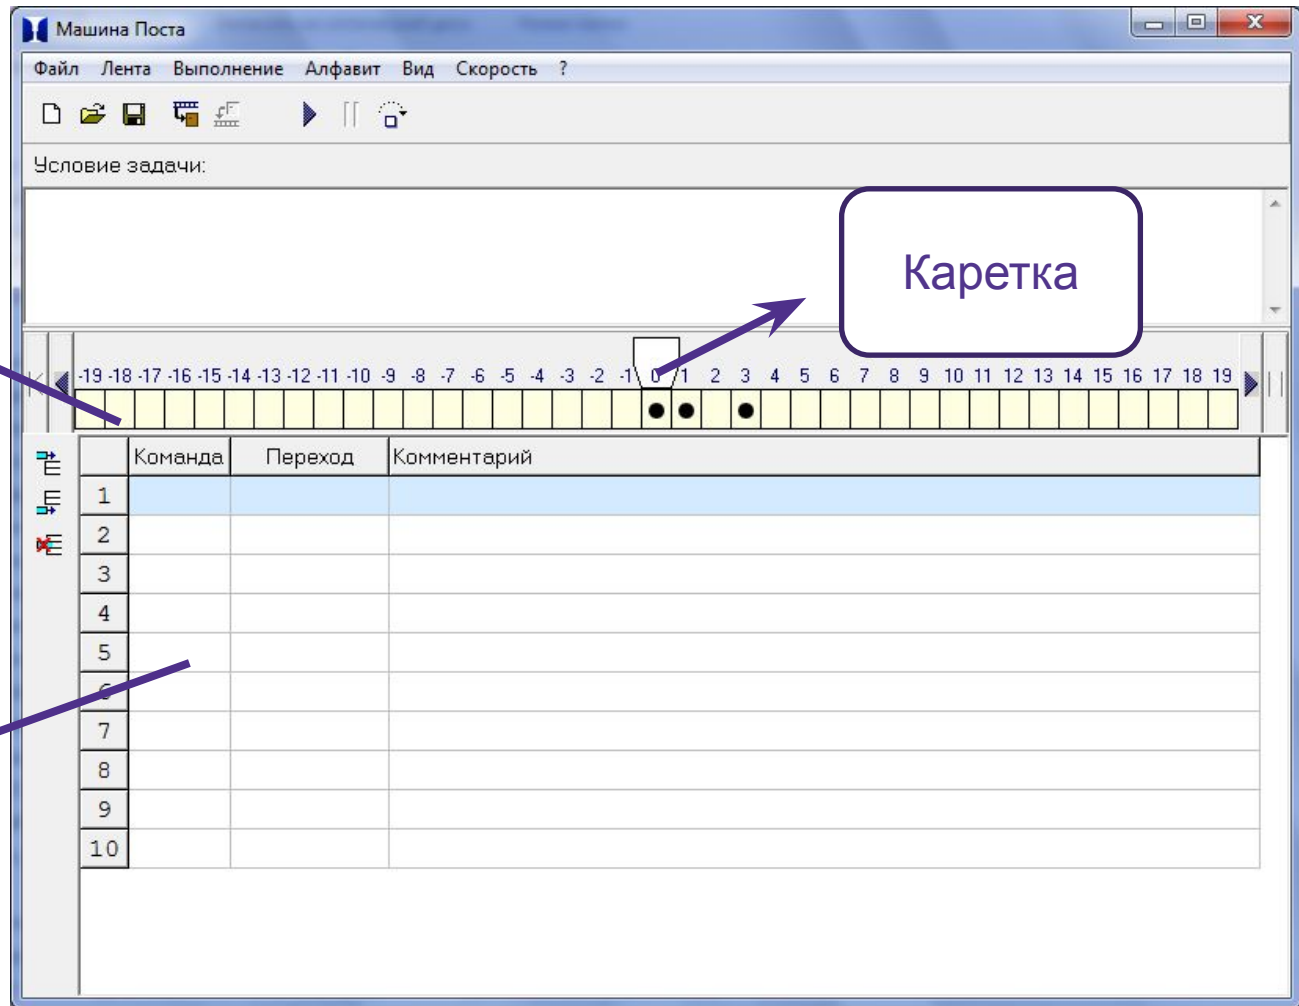 Машина Поста
Файл Лента Выполнение Алфавит Вид Скорость ?
Условие задачи:
Каретка
-19 -18 -17 -16 -15 -14 -13 -12 -11 -10 -9 -8 -7 -6 -5 -4 -3 -2 -1 0 1 2 3 4 5 6 7 8 9 10 11 12 13 14 15 16 17 18 19
Команда Переход Комментарий
1
2
3
4
5
6
7
8
9
10